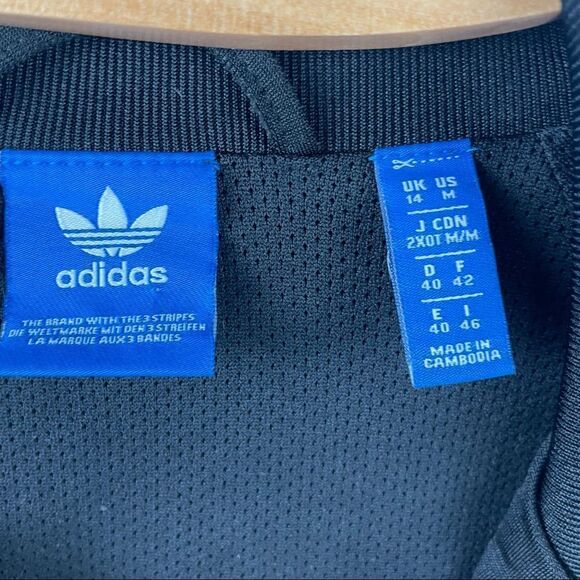 adidas
THE BRAND WITH THE 3 STRIPES
DIE WELTMARKE MIT DEN 3 STREIFEN
LA MARQUE AUX 3 BANDES
UK US
14 M
J CDN
2XOT M/M
D F
40 42
E I
40 46
MADE IN
CAMBODIA